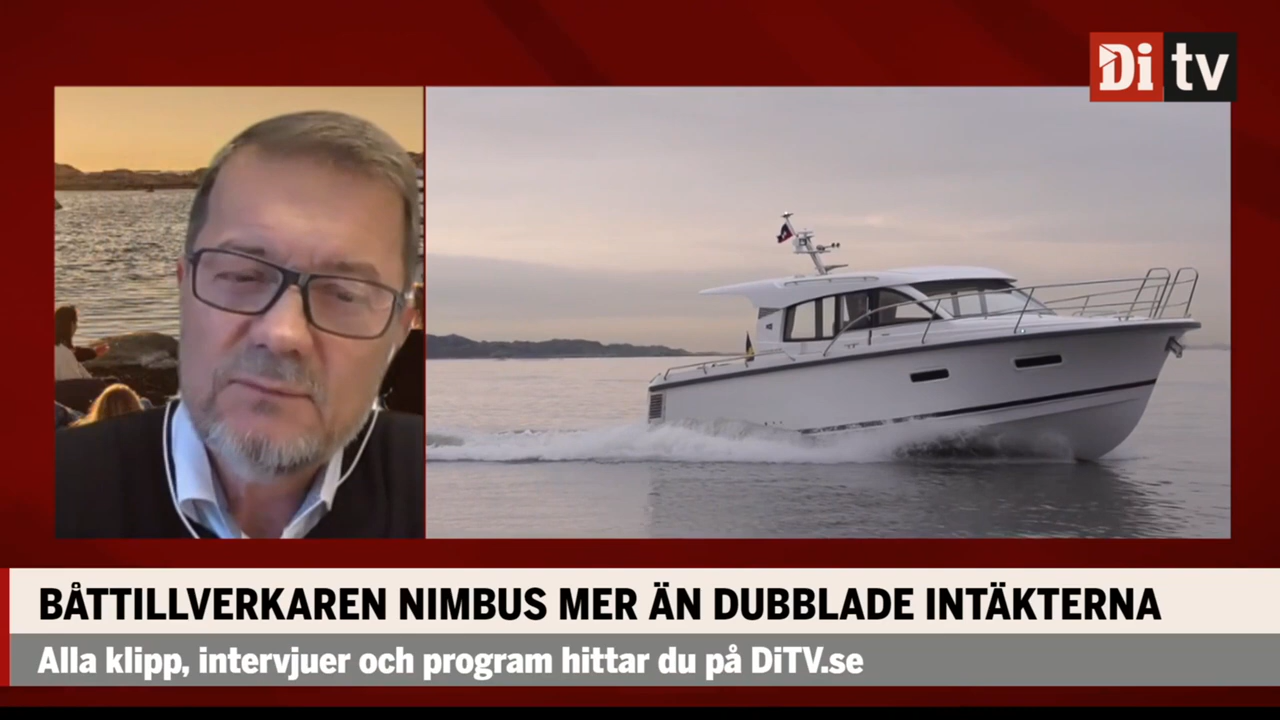 Di tv
BÅTTILLVERKAREN NIMBUS MER ÄN DUBBLADE INTÄKTERNA
Alla klipp, intervjuer och program hittar du på DiTV.se